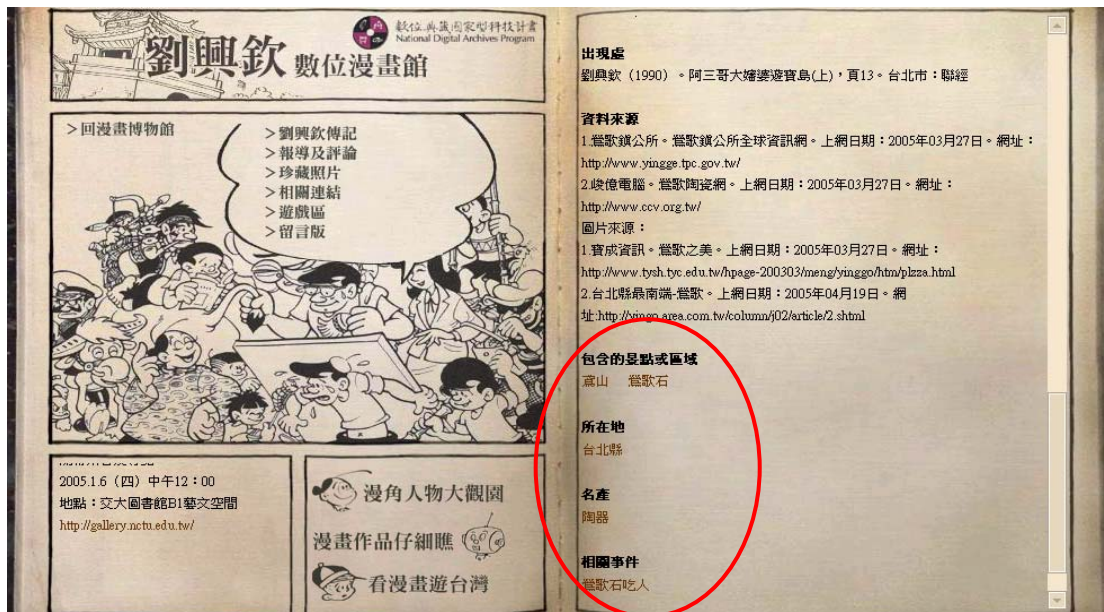 劉興欽 數位漫畫館
數位典藏國家型科技計畫
National Digital Archives Program
>回漫畫博物館
>劉興欽傳記
>報導及評論
>珍藏照片
>相關連結
>遊戲區
>留言版
2005.1.6（四）中午12：00
地點：交大圖書館B1藝文空間
http://gallery.nctu.edu.tw/
漫角人物大觀園
漫畫作品仔細瞧
看漫畫遊台灣
出現處
劉興欽（1990）。阿三哥大嬸婆遊寶島(上)，頁13。台北市：聯經
資料來源
1.鶯歌鎮公所。鶯歌鎮公所全球資訊網。上網日期：2005年03月27日。網址：
http://www.yingge.tpc.gov.tw/
2.峻億電腦。鶯歌陶瓷網。上網日期：2005年03月27日。網址：
http://www.ccv.org.tw/
圖片來源：
1.寶成資訊。鶯歌之美。上網日期：2005年03月27日。網址：
http://www.tysh.tyc.edu.tw/hpage-200303/meng/yinggo/htm/plzza.html
2.台北縣最南端-鶯歌。上網日期：2005年04月19日。網
址:http://yingo.area.com.tw/column/j02/article/2.shtml
包含的景點或區域
鳶山 鶯歌石
所在地
台北縣
名產
陶器
相關事件
鶯歌石吃人